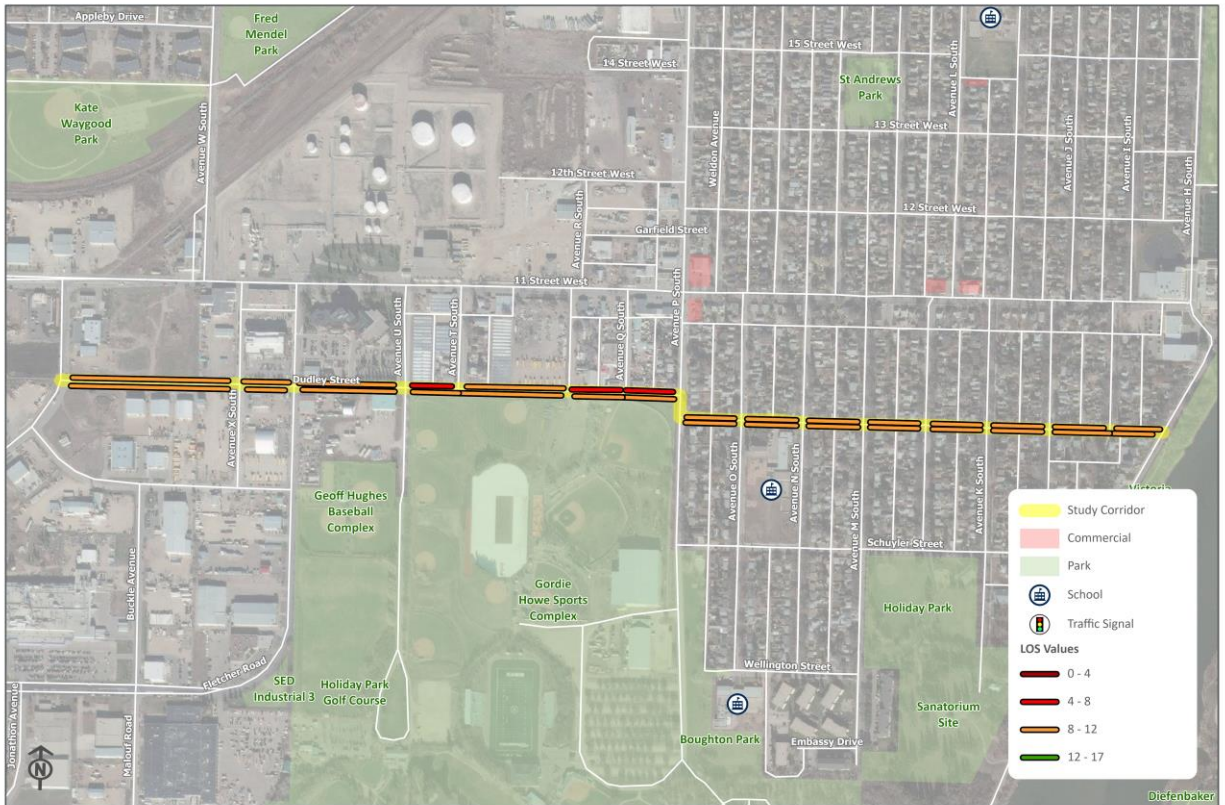 Appleby Drive
Fred
Mendel
Park
15 Street West
14 Street West
St Andrews
Park
Avenue L South
Kate
Waygood
Park
Avenue W South
13 Street West
Weldon Avenue
Avenue J South
Avenue I South
Avenue H South
12th Street West
Avenue R South
12 Street West
Garfield Street
11 Street West
Avenue P South
Avenue U South
Avenue T South
Avenue Q South
Dudley Street
Avenue X South
Avenue O South
Avenue N South
Avenue M South
Avenue K South
Victoria
Geoff Hughes
Baseball
Complex
Schuyler Street
Buckle Avenue
Gordie
Howe Sports
Complex
Holiday Park
Wellington Street
Fletcher Road
SED
Industrial 3
Holiday Park
Golf Course
Sanatorium
Site
Jonathon Avenue
Malouf Road
Boughton Park
Embassy Drive
Diefenbaker
N
Study Corridor
Commercial
Park
School
Traffic Signal
LOS Values
0 - 4
4 - 8
8 - 12
12 - 17